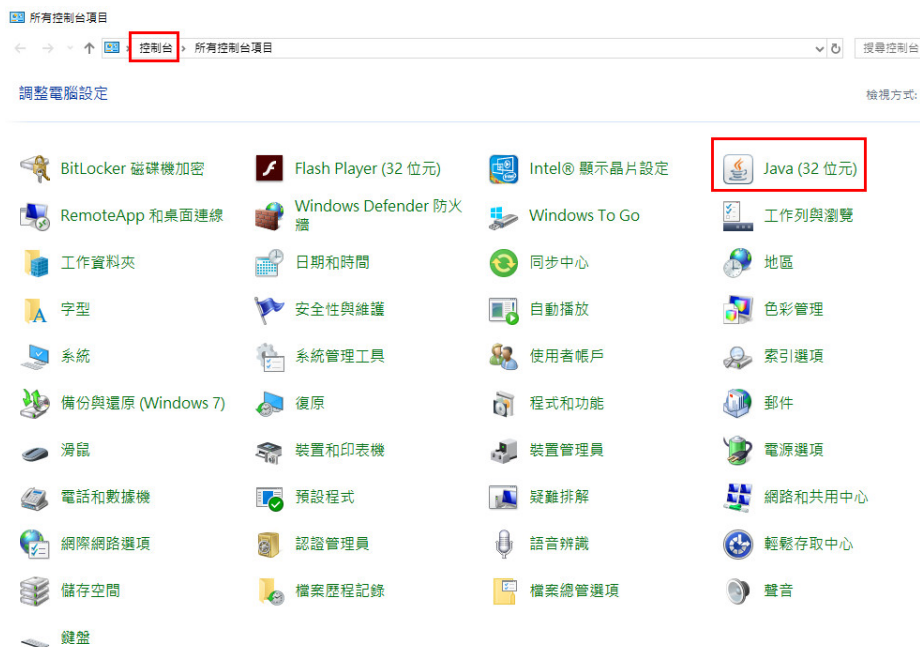 所有控制台項目
控制台 › 所有控制台項目
搜尋控制台
調整電腦設定
檢視方式:
BitLocker 磁碟機加密
Flash Player (32 位元)
Intel® 顯示晶片設定
Java (32 位元)
RemoteApp 和桌面連線
Windows Defender 防火
牆
Windows To Go
工作列與瀏覽
工作資料夾
日期和時間
同步中心
地區
字型
安全性與維護
自動播放
色彩管理
系統
系統管理工具
使用者帳戶
索引選項
備份與還原 (Windows 7)
復原
程式和功能
郵件
滑鼠
裝置和印表機
裝置管理員
電源選項
電話和數據機
預設程式
疑難排解
網路和共用中心
網際網路選項
認證管理員
語音辨識
輕鬆存取中心
儲存空間
檔案歷程記錄
檔案總管選項
聲音
鍵盤